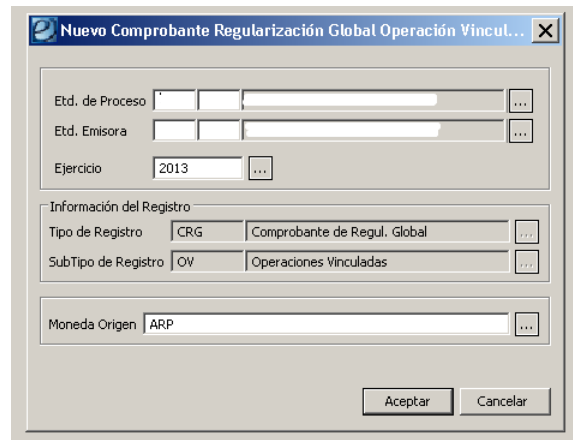 Nuevo Comprobante Regularización Global Operación Vincul...
Etd. de Proceso ...
Etd. Emisora ...
Ejercicio 2013 ...
Información del Registro
Tipo de Registro CRG Comprobante de Regul. Global ...
SubTipo de Registro OV Operaciones Vinculadas ...
Moneda Origen ARP ...
Aceptar Cancelar